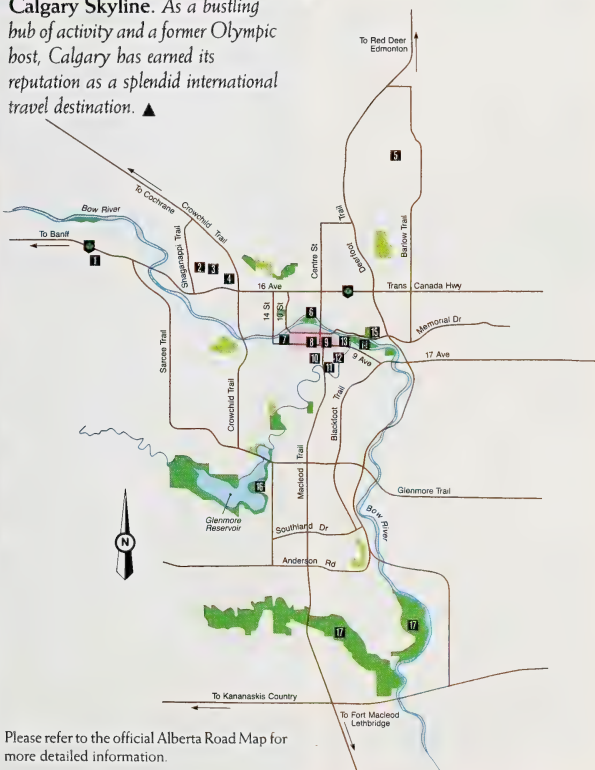 Calgary Skyline. As a bustling
hub of activity and a former Olympic
host, Calgary has earned its
reputation as a splendid international
travel destination. ▲
To Red Deer
Edmonton
5
To Cochrane
Crowchild Trail
Bow River
To Banff
1
Shaganappi Trail
2 3 4
Centre St
Deerfoot Trail
Barlow Trail
16 Ave
Trans Canada Hwy
14 St
10 St
6
15
Memorial Dr
7 8 9 13 14
10 12
11
9 Ave
17 Ave
Sarcee Trail
Crowchild Trail
Blackfoot Trail
Macleod Trail
Glenmore Trail
16
Glenmore
Reservoir
Bow River
N
Southland Dr
Anderson Rd
17
17
To Kananaskis Country
To Fort Macleod
Lethbridge
Please refer to the official Alberta Road Map for
more detailed information.